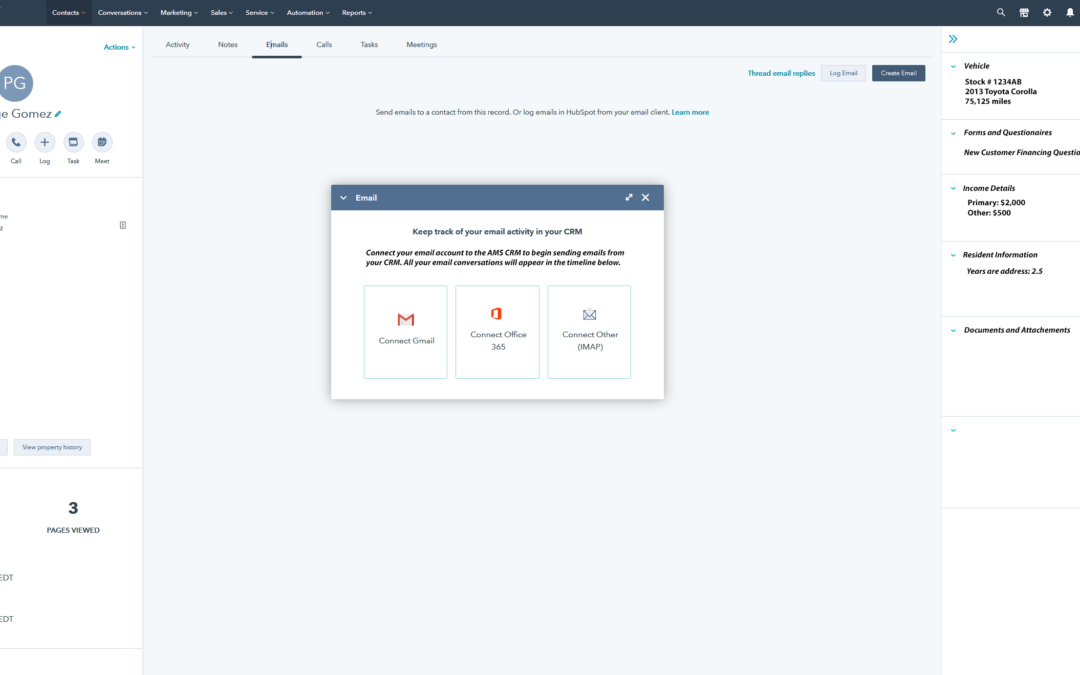 Contacts
Conversations
Marketing
Sales
Service
Automation
Reports
Actions
PG
e Gomez
Call
Log
Task
Meet
me
z
View property history
3
PAGES VIEWED
EDT
EDT
Activity
Notes
Emails
Calls
Tasks
Meetings
Thread email replies
Log Email
Create Email
Send emails to a contact from this record. Or log emails in HubSpot from your email client. Learn more
Email
Keep track of your email activity in your CRM
Connect your email account to the AMS CRM to begin sending emails from
your CRM. All your email conversations will appear in the timeline below.
Connect Gmail
Connect Office
365
Connect Other
(IMAP)
Vehicle
Stock # 1234AB
2013 Toyota Corolla
75,125 miles
Forms and Questionaires
New Customer Financing Questio
Income Details
Primary: $2,000
Other: $500
Resident Information
Years are address: 2.5
Documents and Attachements